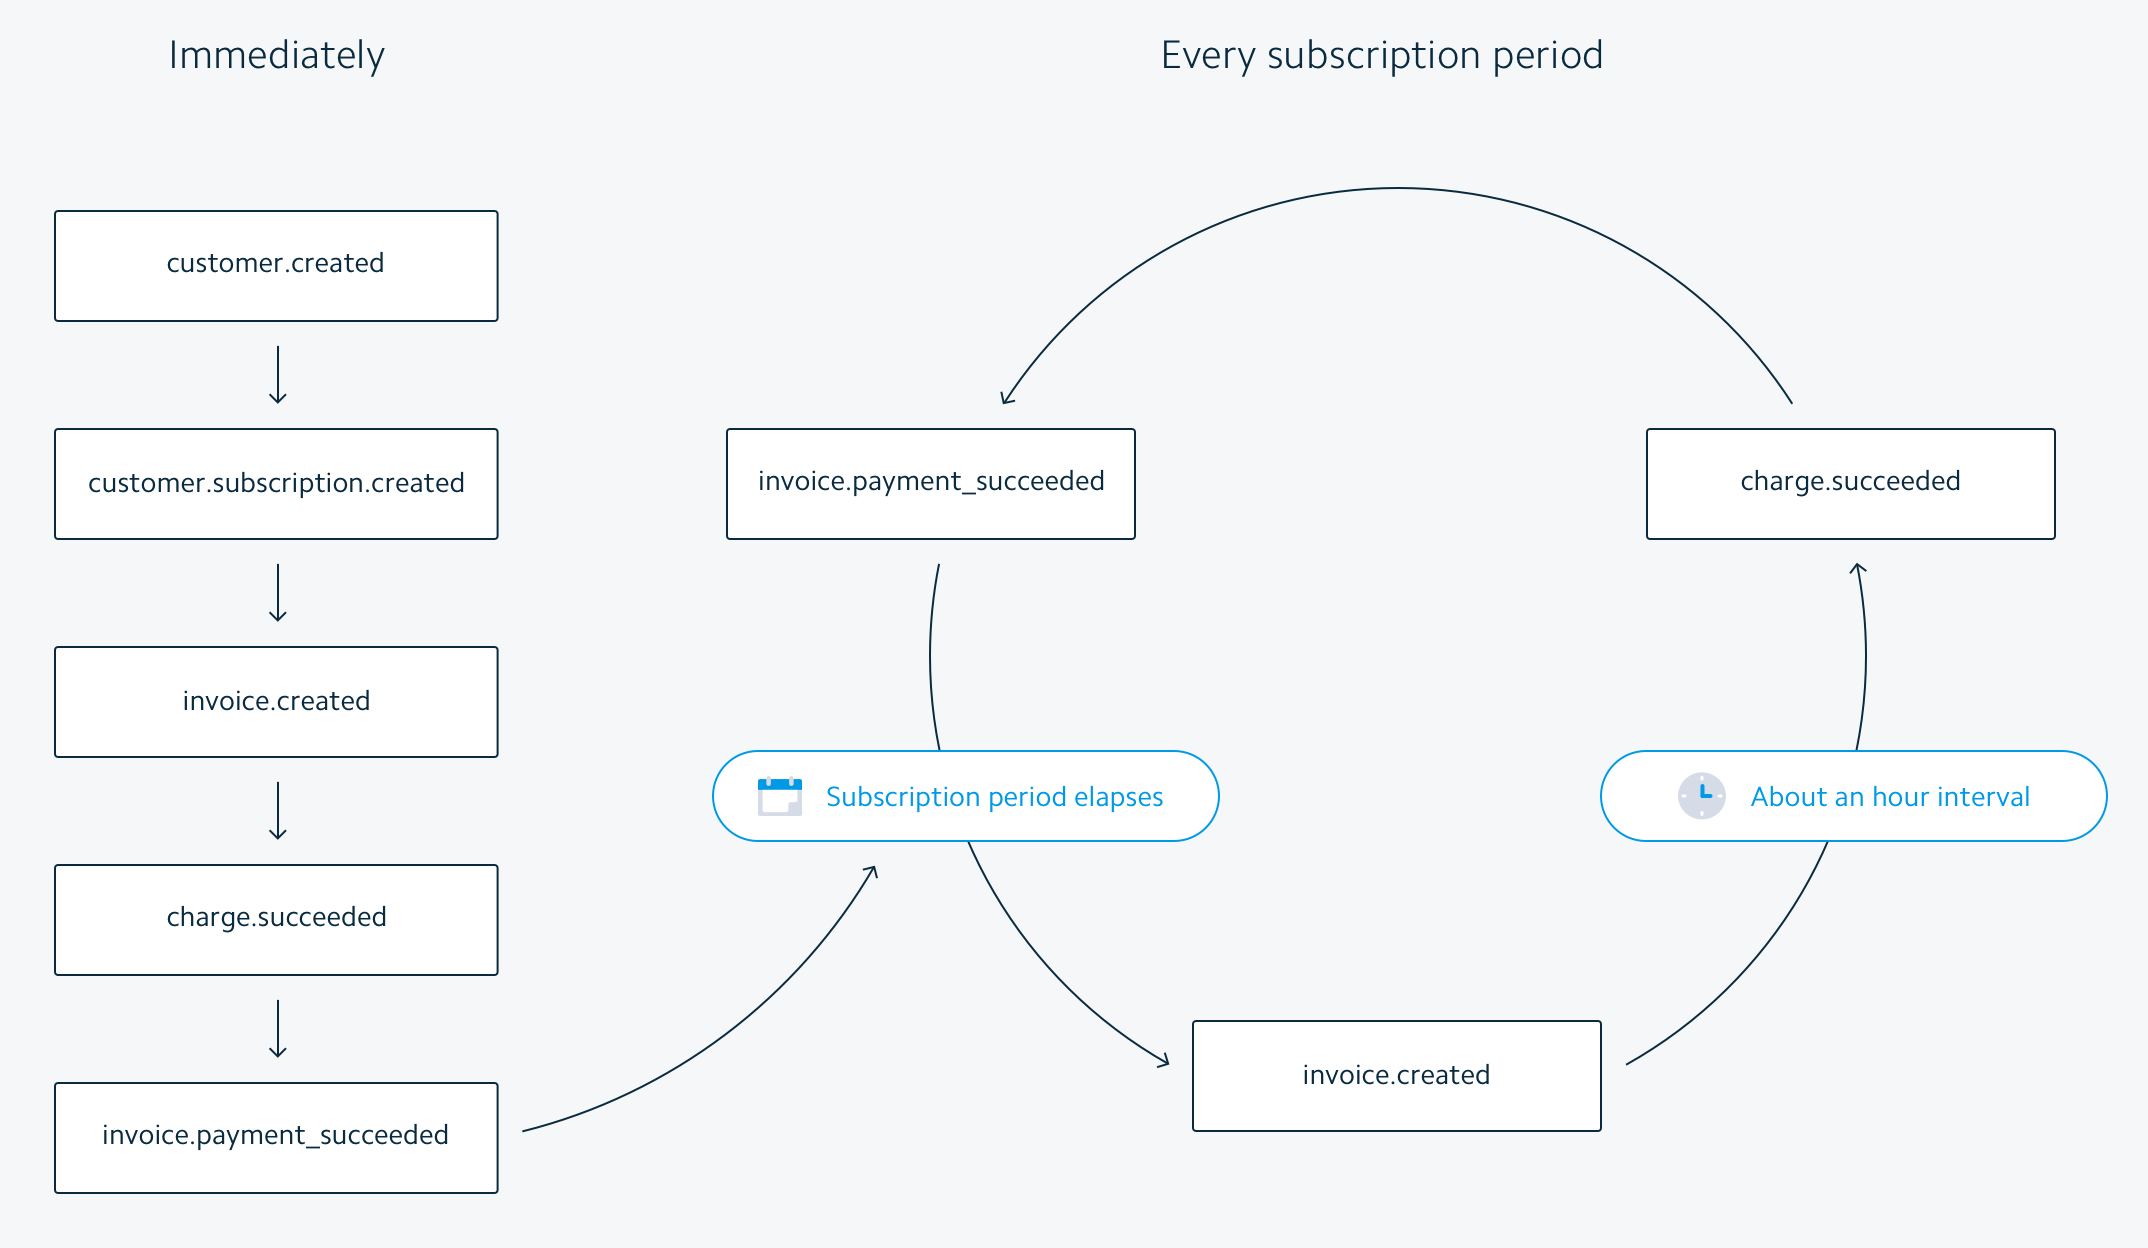 Immediately
customer.created
customer.subscription.created
invoice.created
charge.succeeded
invoice.payment_succeeded
Every subscription period
invoice.payment_succeeded
charge.succeeded
Subscription period elapses
About an hour interval
invoice.created